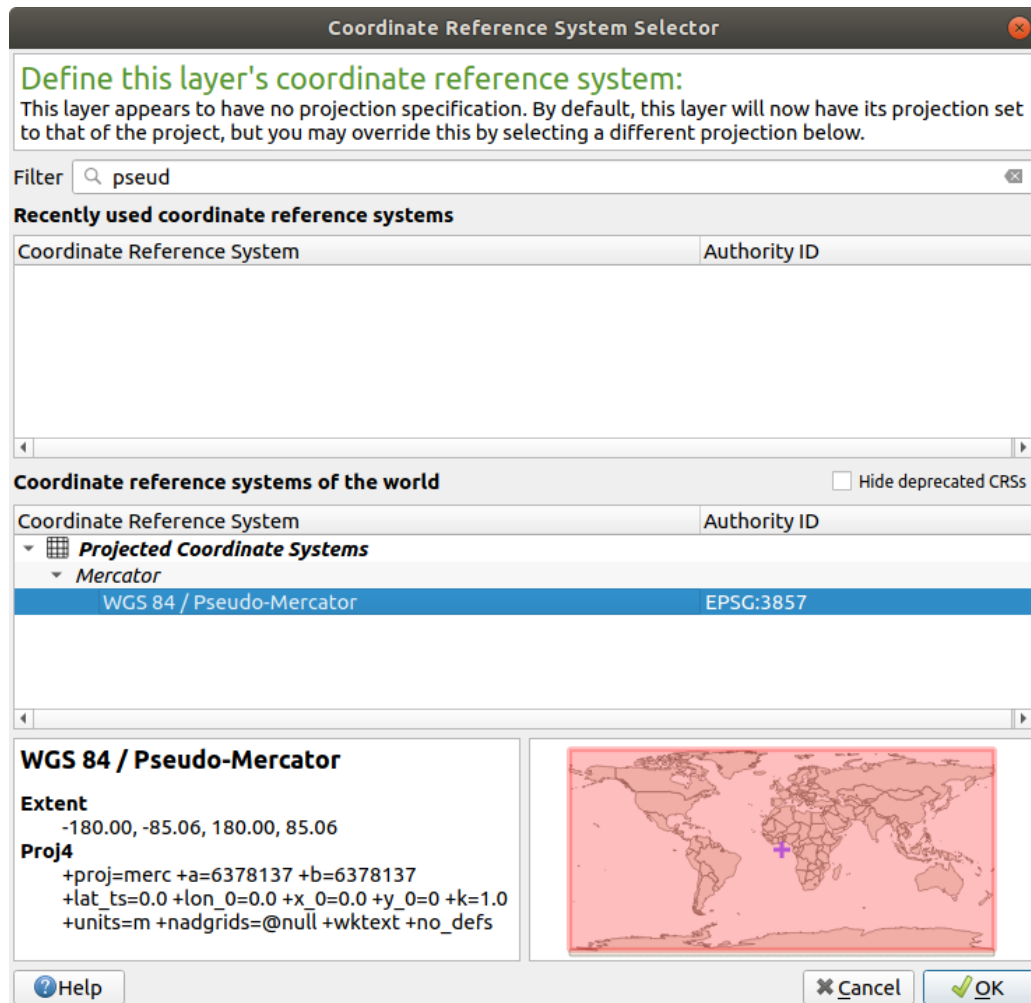 Coordinate Reference System Selector
Define this layer's coordinate reference system:
This layer appears to have no projection specification. By default, this layer will now have its projection set
to that of the project, but you may override this by selecting a different projection below.
Filter pseud
Recently used coordinate reference systems
Coordinate Reference System Authority ID
Coordinate reference systems of the world Hide deprecated CRSs
Coordinate Reference System Authority ID
Projected Coordinate Systems
Mercator
WGS 84 / Pseudo-Mercator EPSG:3857
WGS 84 / Pseudo-Mercator
Extent
-180.00, -85.06, 180.00, 85.06
Proj4
+proj=merc +a=6378137 +b=6378137
+lat_ts=0.0 +lon_0=0.0 +x_0=0.0 +y_0=0 +k=1.0
+units=m +nadgrids=@null +wktext +no_defs
Help Cancel OK